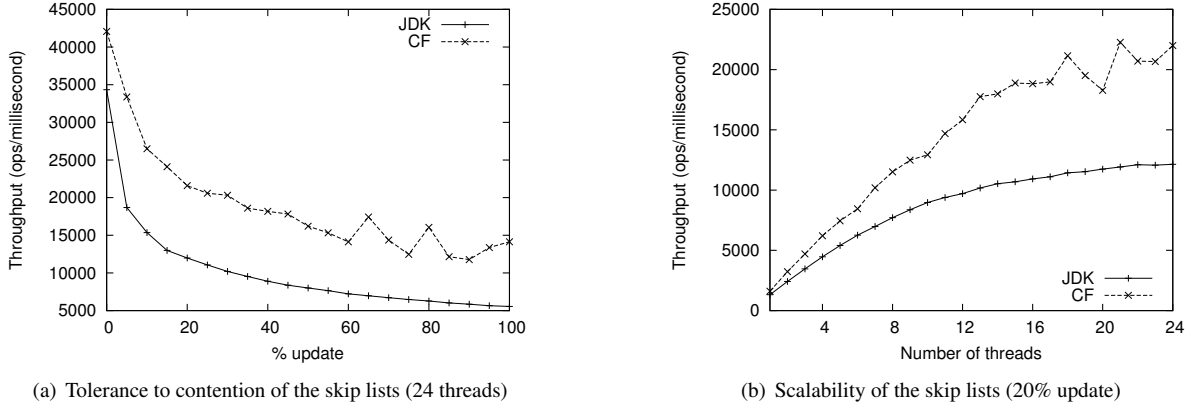 45000
40000
35000
30000
25000
20000
15000
10000
5000
Throughput (ops/millisecond)
0 20 40 60 80 100
% update
JDK
CF
(a) Tolerance to contention of the skip lists (24 threads)
25000
20000
15000
10000
5000
0
Throughput (ops/millisecond)
4 8 12 16 20 24
Number of threads
JDK
CF
(b) Scalability of the skip lists (20% update)